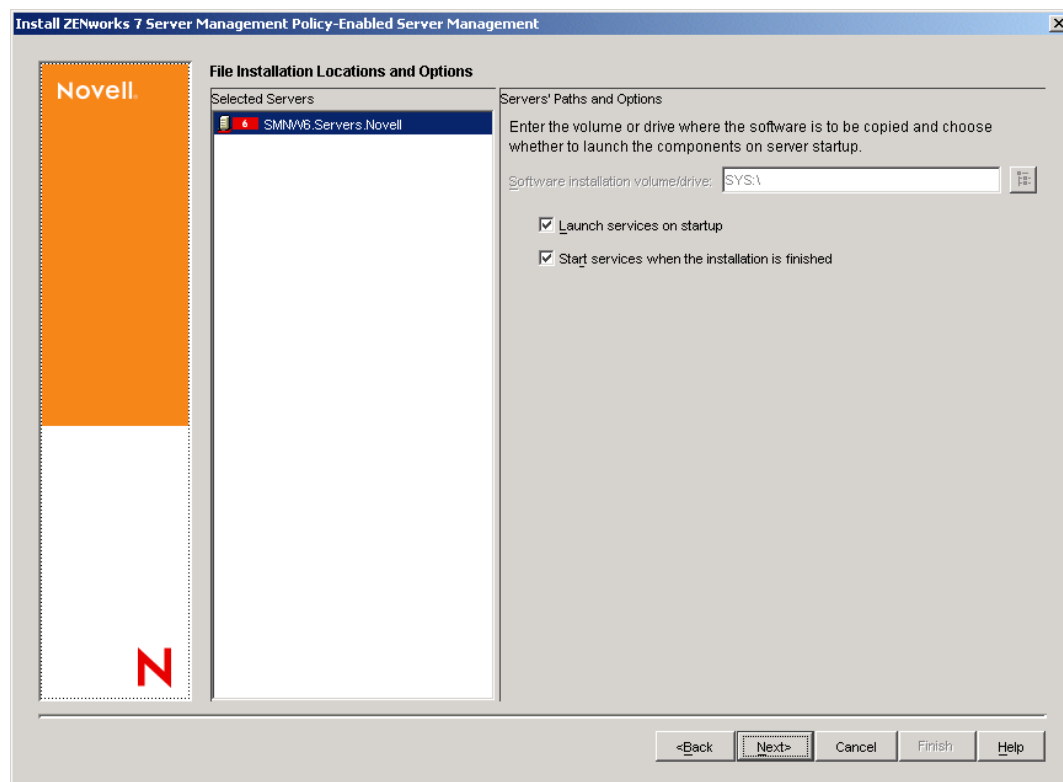 Install ZENworks 7 Server Management Policy-Enabled Server Management
Novell.
File Installation Locations and Options
Selected Servers
6 SMNW6.Servers.Novell
Servers' Paths and Options
Enter the volume or drive where the software is to be copied and choose
whether to launch the components on server startup.
Software installation volume/drive: SYS:\
Launch services on startup
Start services when the installation is finished
N
<Back Next> Cancel Finish Help